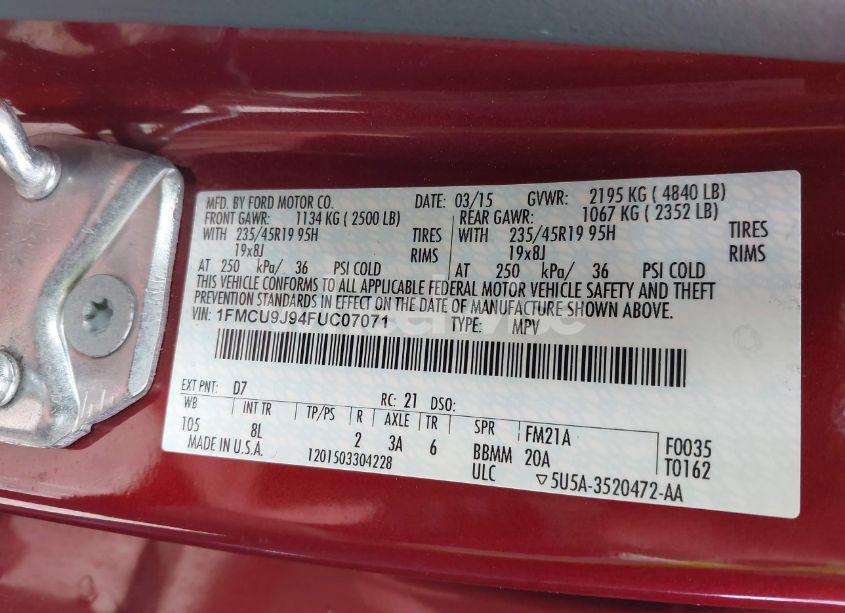 MFD. BY FORD MOTOR CO. DATE: 03/15 GVWR: 2195 KG ( 4840 LB)
FRONT GAWR: 1134 KG ( 2500 LB) REAR GAWR: 1067 KG ( 2352 LB)
WITH 235/45R19 95H TIRES WITH 235/45R19 95H TIRES
19x8J RIMS 19x8J RIMS
AT 250 kPa/ 36 PSI COLD AT 250 kPa/ 36 PSI COLD
THIS VEHICLE CONFORMS TO ALL APPLICABLE FEDERAL MOTOR VEHICLE SAFETY AND THEFT
PREVENTION STANDARDS IN EFFECT ON THE DATE OF MANUFACTURE SHOWN ABOVE.
VIN: 1FMCU9J94FUC07071 TYPE: MPV
EXT PNT: D7 RC: 21 DSO:
WB INT TR TP/PS R AXLE TR SPR FM21A F0035
105 8L 2 3A 6 BBMM 20A T0162
MADE IN U.S.A. 1201503304228 ULC ▽5U5A-3520472-AA